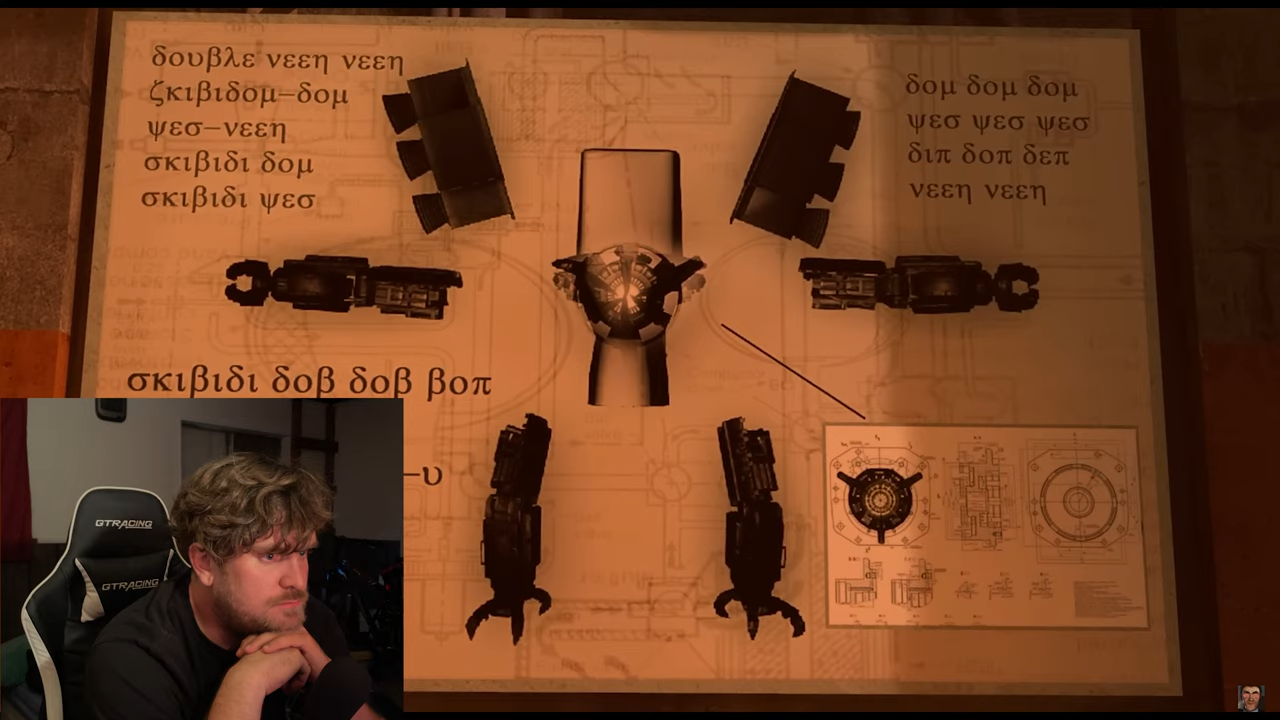 δουβλε νεεη νεεη
ζκιβιδομ–δομ
ψεσ–νεεη
σκιβιδι δομ
σκιβιδι ψεσ
δομ δομ δομ
ψεσ ψεσ ψεσ
διπ δοπ δεπ
νεεη νεεη
σκιβιδι δοβ δοβ βοπ
–υ
GTRACING
GTRACING